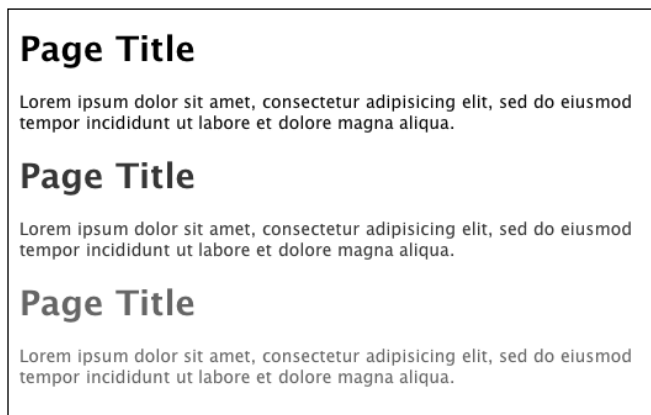 Page Title
Lorem ipsum dolor sit amet, consectetur adipisicing elit, sed do eiusmod
tempor incididunt ut labore et dolore magna aliqua.
Page Title
Lorem ipsum dolor sit amet, consectetur adipisicing elit, sed do eiusmod
tempor incididunt ut labore et dolore magna aliqua.
Page Title
Lorem ipsum dolor sit amet, consectetur adipisicing elit, sed do eiusmod
tempor incididunt ut labore et dolore magna aliqua.